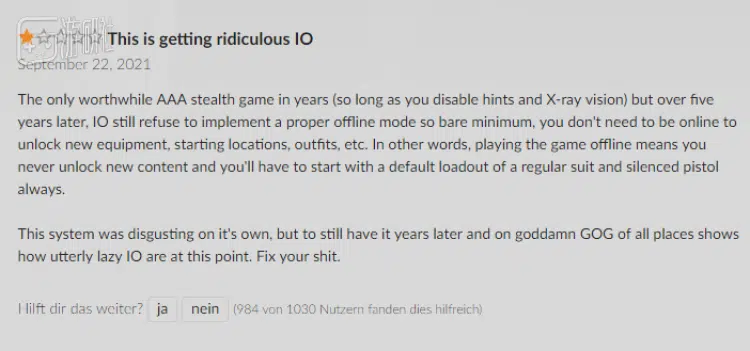 This is getting ridiculous IO
September 22, 2021
The only worthwhile AAA stealth game in years (so long as you disable hints and X-ray vision) but over five
years later, IO still refuse to implement a proper offline mode so bare minimum, you don't need to be online to
unlock new equipment, starting locations, outfits, etc. In other words, playing the game offline means you
never unlock new content and you'll have to start with a default loadout of a regular suit and silenced pistol
always.
This system was disgusting on it's own, but to still have it years later and on goddamn GOG of all places shows
how utterly lazy IO are at this point. Fix your shit.
Hilft dir das weiter? ja nein (984 von 1030 Nutzern fanden dies hilfreich)